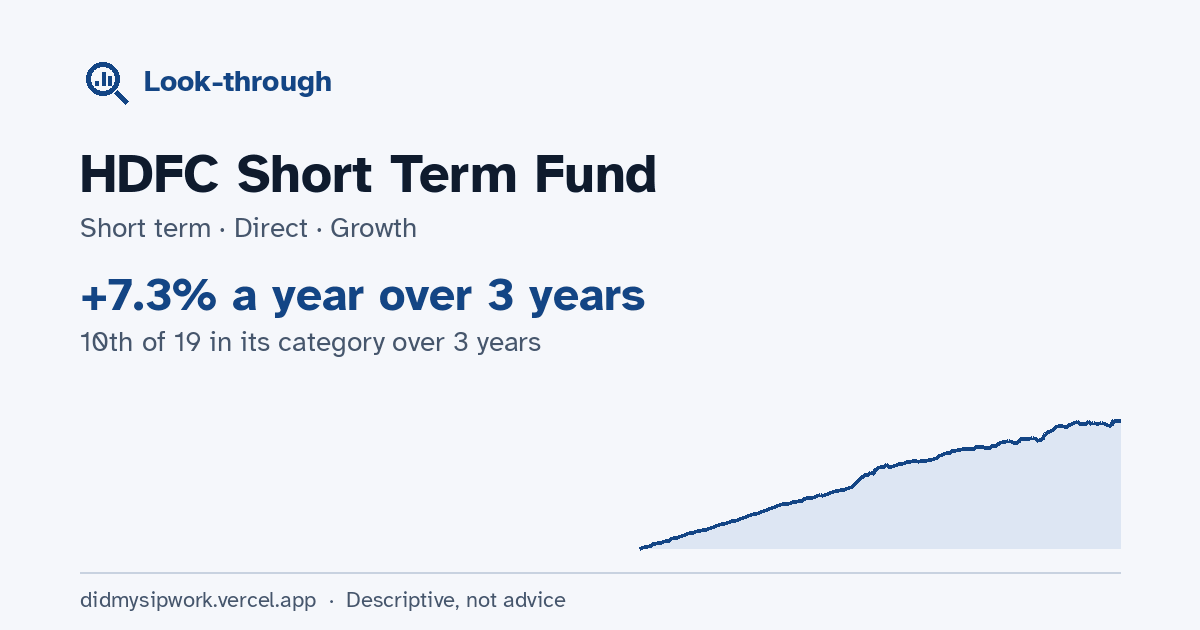 Look-through
HDFC Short Term Fund
Short term · Direct · Growth
+7.3% a year over 3 years
10th of 19 in its category over 3 years
didmysipwork.vercel.app · Descriptive, not advice